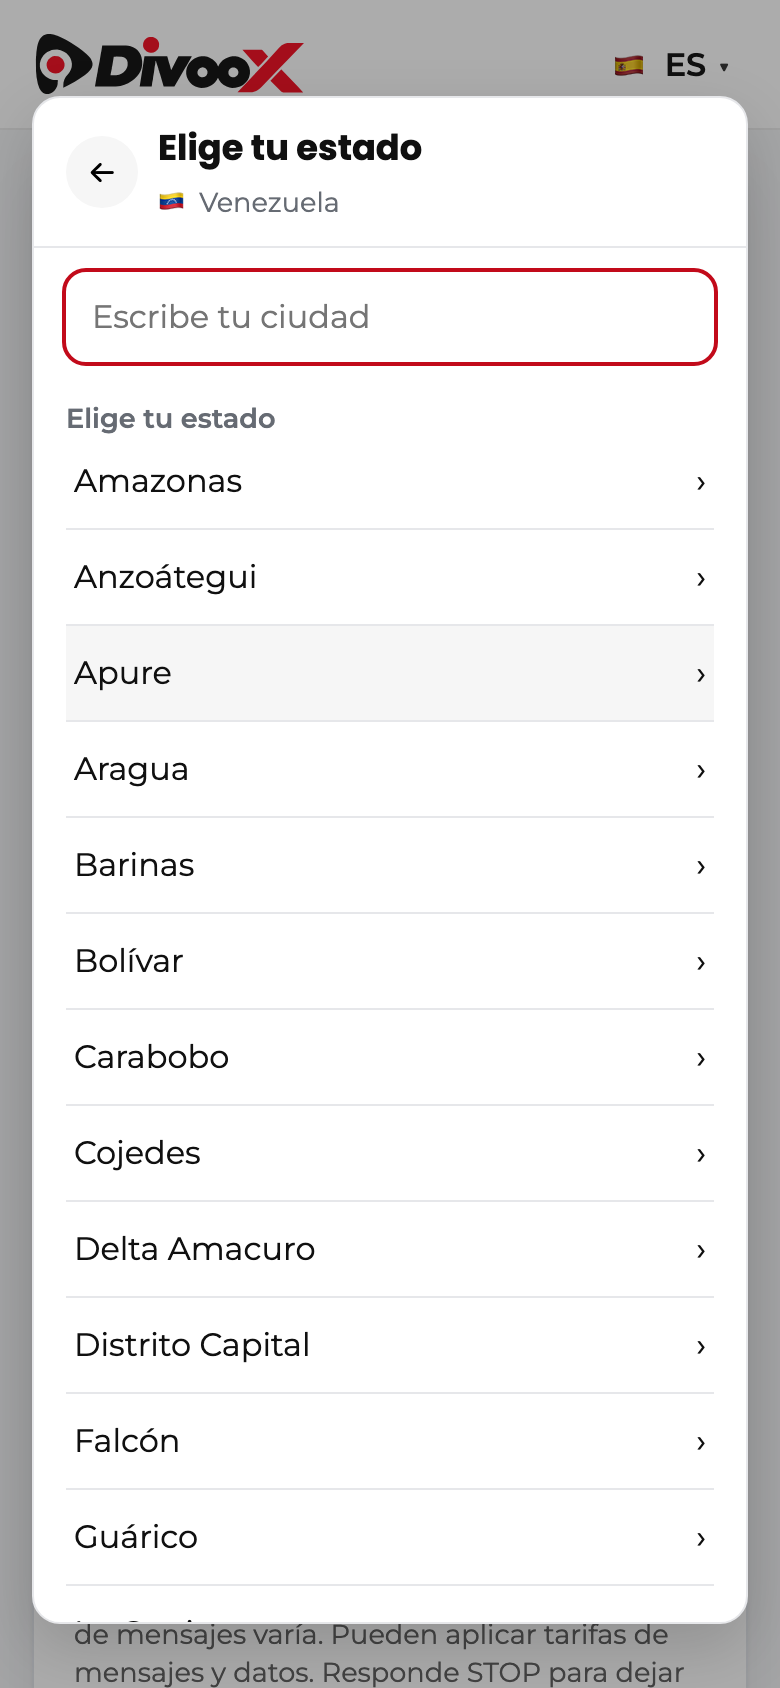 DivooX
ES
Elige tu estado
Venezuela
Escribe tu ciudad
Elige tu estado
Amazonas
Anzoátegui
Apure
Aragua
Barinas
Bolívar
Carabobo
Cojedes
Delta Amacuro
Distrito Capital
Falcón
Guárico
de mensajes varía. Pueden aplicar tarifas de
mensajes y datos. Responde STOP para dejar